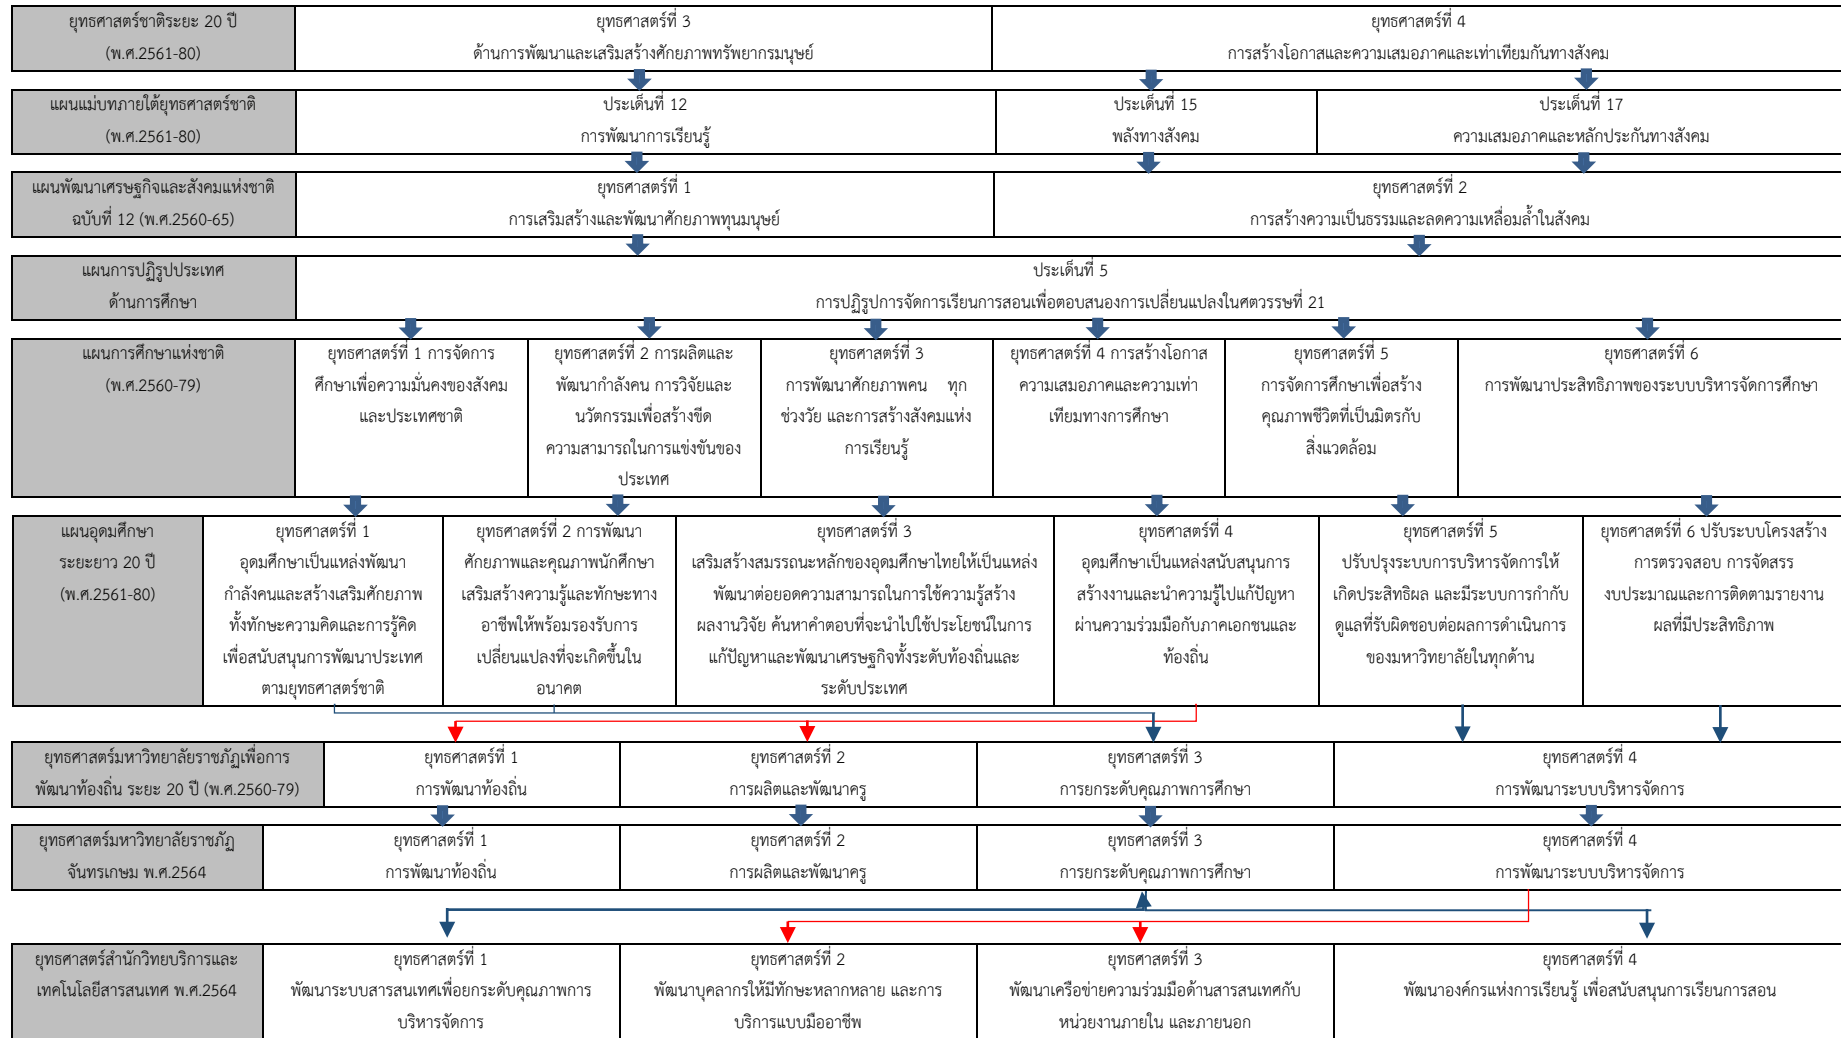 ยุทธศาสตร์ชาติระยะ 20 ปี
(พ.ศ.2561-80)
ยุทธศาสตร์ที่ 3
ด้านการพัฒนาและเสริมสร้างศักยภาพทรัพยากรมนุษย์
ยุทธศาสตร์ที่ 4
การสร้างโอกาสและความเสมอภาคและเท่าเทียมกันทางสังคม
แผนแม่บทภายใต้ยุทธศาสตร์ชาติ
(พ.ศ.2561-80)
ประเด็นที่ 12
การพัฒนาการเรียนรู้
ประเด็นที่ 15
พลังทางสังคม
ประเด็นที่ 17
ความเสมอภาคและหลักประกันทางสังคม
แผนพัฒนาเศรษฐกิจและสังคมแห่งชาติ
ฉบับที่ 12 (พ.ศ.2560-65)
ยุทธศาสตร์ที่ 1
การเสริมสร้างและพัฒนาศักยภาพทุนมนุษย์
ยุทธศาสตร์ที่ 2
การสร้างความเป็นธรรมและลดความเหลื่อมล้ำในสังคม
แผนการปฏิรูปประเทศ
ด้านการศึกษา
ประเด็นที่ 5
การปฏิรูปการจัดการเรียนการสอนเพื่อตอบสนองการเปลี่ยนแปลงในศตวรรษที่ 21
แผนการศึกษาแห่งชาติ
(พ.ศ.2560-79)
ยุทธศาสตร์ที่ 1 การจัดการ
ศึกษาเพื่อความมั่นคงของสังคม
และประเทศชาติ
ยุทธศาสตร์ที่ 2 การผลิตและ
พัฒนากำลังคน การวิจัยและ
นวัตกรรมเพื่อสร้างขีด
ความสามารถในการแข่งขันของ
ประเทศ
ยุทธศาสตร์ที่ 3
การพัฒนาศักยภาพคน ทุก
ช่วงวัย และการสร้างสังคมแห่ง
การเรียนรู้
ยุทธศาสตร์ที่ 4 การสร้างโอกาส
ความเสมอภาคและความเท่า
เทียมทางการศึกษา
ยุทธศาสตร์ที่ 5
การจัดการศึกษาเพื่อสร้าง
คุณภาพชีวิตที่เป็นมิตรกับ
สิ่งแวดล้อม
ยุทธศาสตร์ที่ 6
การพัฒนาประสิทธิภาพของระบบบริหารจัดการศึกษา
แผนอุดมศึกษา
ระยะยาว 20 ปี
(พ.ศ.2561-80)
ยุทธศาสตร์ที่ 1
อุดมศึกษาเป็นแหล่งพัฒนา
กำลังคนและสร้างเสริมศักยภาพ
ทั้งทักษะความคิดและการรู้คิด
เพื่อสนับสนุนการพัฒนาประเทศ
ตามยุทธศาสตร์ชาติ
ยุทธศาสตร์ที่ 2 การพัฒนา
ศักยภาพและคุณภาพนักศึกษา
เสริมสร้างความรู้และทักษะทาง
อาชีพให้พร้อมรองรับการ
เปลี่ยนแปลงที่จะเกิดขึ้นใน
อนาคต
ยุทธศาสตร์ที่ 3
เสริมสร้างสมรรถนะหลักของอุดมศึกษาไทยให้เป็นแหล่ง
พัฒนาต่อยอดความสามารถในการใช้ความรู้สร้าง
ผลงานวิจัย ค้นหาคำตอบที่จะนำไปใช้ประโยชน์ในการ
แก้ปัญหาและพัฒนาเศรษฐกิจทั้งระดับท้องถิ่นและ
ระดับประเทศ
ยุทธศาสตร์ที่ 4
อุดมศึกษาเป็นแหล่งสนับสนุนการ
สร้างงานและนำความรู้ไปแก้ปัญหา
ผ่านความร่วมมือกับภาคเอกชนและ
ท้องถิ่น
ยุทธศาสตร์ที่ 5
ปรับปรุงระบบการบริหารจัดการให้
เกิดประสิทธิผล และมีระบบการกำกับ
ดูแลที่รับผิดชอบต่อผลการดำเนินการ
ของมหาวิทยาลัยในทุกด้าน
ยุทธศาสตร์ที่ 6 ปรับระบบโครงสร้าง
การตรวจสอบ การจัดสรร
งบประมาณและการติดตามรายงาน
ผลที่มีประสิทธิภาพ
ยุทธศาสตร์มหาวิทยาลัยราชภัฏเพื่อการ
พัฒนาท้องถิ่น ระยะ 20 ปี (พ.ศ.2560-79)
ยุทธศาสตร์ที่ 1
การพัฒนาท้องถิ่น
ยุทธศาสตร์ที่ 2
การผลิตและพัฒนาครู
ยุทธศาสตร์ที่ 3
การยกระดับคุณภาพการศึกษา
ยุทธศาสตร์ที่ 4
การพัฒนาระบบบริหารจัดการ
ยุทธศาสตร์มหาวิทยาลัยราชภัฏ
จันทรเกษม พ.ศ.2564
ยุทธศาสตร์ที่ 1
การพัฒนาท้องถิ่น
ยุทธศาสตร์ที่ 2
การผลิตและพัฒนาครู
ยุทธศาสตร์ที่ 3
การยกระดับคุณภาพการศึกษา
ยุทธศาสตร์ที่ 4
การพัฒนาระบบบริหารจัดการ
ยุทธศาสตร์สำนักวิทยบริการและ
เทคโนโลยีสารสนเทศ พ.ศ.2564
ยุทธศาสตร์ที่ 1
พัฒนาระบบสารสนเทศเพื่อยกระดับคุณภาพการ
บริหารจัดการ
ยุทธศาสตร์ที่ 2
พัฒนาบุคลากรให้มีทักษะหลากหลาย และการ
บริการแบบมืออาชีพ
ยุทธศาสตร์ที่ 3
พัฒนาเครือข่ายความร่วมมือด้านสารสนเทศกับ
หน่วยงานภายใน และภายนอก
ยุทธศาสตร์ที่ 4
พัฒนาองค์กรแห่งการเรียนรู้ เพื่อสนับสนุนการเรียนการสอน